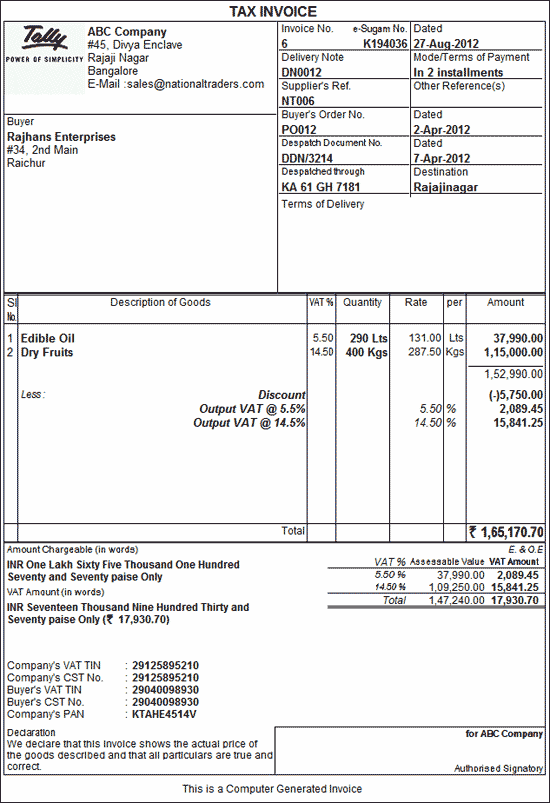 TAX INVOICE
Tally
POWER OF SIMPLICITY
ABC Company
#45, Divya Enclave
Rajaji Nagar
Bangalore
E-Mail :sales@nationaltraders.com
Invoice No. e-Sugam No. Dated
6 K194036 27-Aug-2012
Delivery Note Mode/Terms of Payment
DN0012 In 2 installments
Supplier's Ref. Other Reference(s)
NT006
Buyer
Rajhans Enterprises
#34, 2nd Main
Raichur
Buyer's Order No. Dated
PO012 2-Apr-2012
Despatch Document No. Dated
DDN/3214 7-Apr-2012
Despatched through Destination
KA 61 GH 7181 Rajajinagar
Terms of Delivery
Sl No. Description of Goods VAT % Quantity Rate per Amount
1 Edible Oil 5.50 290 Lts 131.00 Lts 37,990.00
2 Dry Fruits 14.50 400 Kgs 287.50 Kgs 1,15,000.00
1,52,990.00
Less : Discount (-)5,750.00
Output VAT @ 5.5% 5.50 % 2,089.45
Output VAT @ 14.5% 14.50 % 15,841.25
Total ₹ 1,65,170.70
Amount Chargeable (in words) E. & O.E
INR One Lakh Sixty Five Thousand One Hundred
Seventy and Seventy paise Only
VAT Amount (in words)
INR Seventeen Thousand Nine Hundred Thirty and
Seventy paise Only (₹ 17,930.70)
VAT % Assessable Value VAT Amount
5.50 % 37,990.00 2,089.45
14.50 % 1,09,250.00 15,841.25
Total 1,47,240.00 17,930.70
Company's VAT TIN : 29125895210
Company's CST No. : 29125895210
Buyer's VAT TIN : 29040098930
Buyer's CST No. : 29040098930
Company's PAN : KTAHE4514V
Declaration
We declare that this invoice shows the actual price of
the goods described and that all particulars are true and
correct.
for ABC Company
Authorised Signatory
This is a Computer Generated Invoice